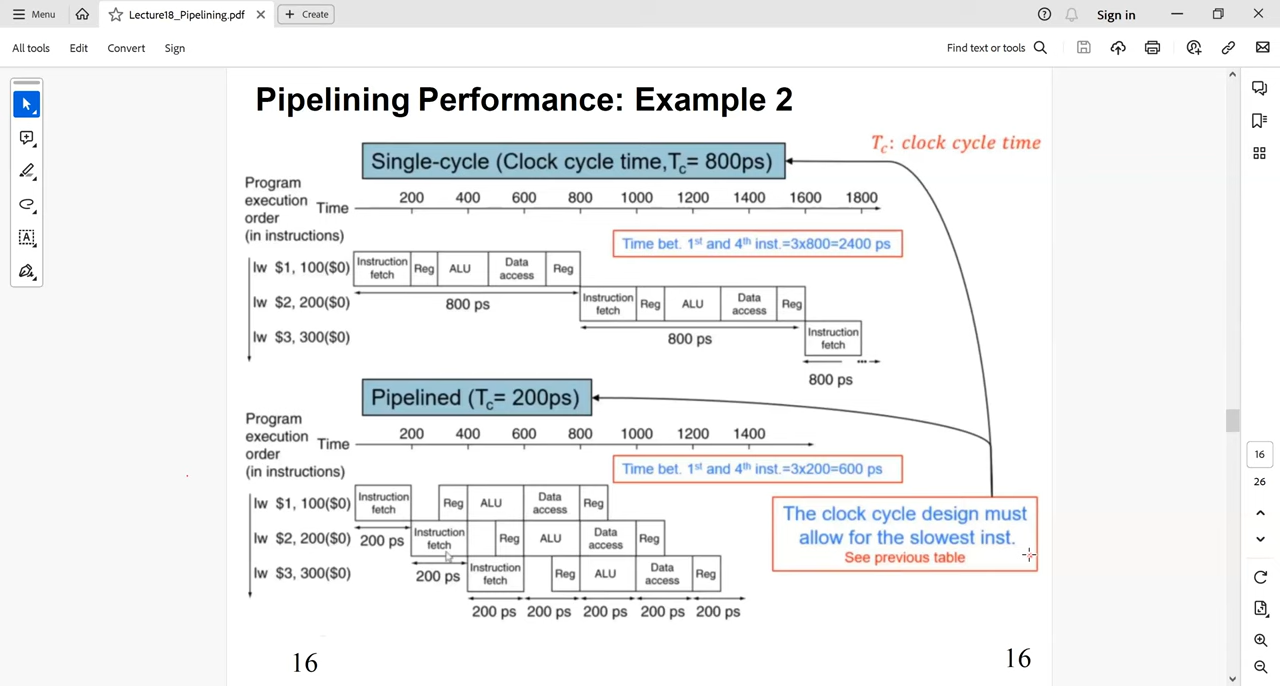 Menu
Lecture18_Pipelining.pdf
Create
Sign in
All tools Edit Convert Sign
Find text or tools
Pipelining Performance: Example 2
T_c: clock cycle time
Single-cycle (Clock cycle time,Tc= 800ps)
Program
execution
order
(in instructions)
Time
200 400 600 800 1000 1200 1400 1600 1800
Time bet. 1st and 4th inst.=3x800=2400 ps
lw $1, 100($0) Instruction fetch Reg ALU Data access Reg
800 ps
lw $2, 200($0) Instruction fetch Reg ALU Data access Reg
800 ps
lw $3, 300($0) Instruction fetch
...
800 ps
Pipelined (Tc= 200ps)
Program
execution
order
(in instructions)
Time
200 400 600 800 1000 1200 1400
Time bet. 1st and 4th inst.=3x200=600 ps
lw $1, 100($0) Instruction fetch Reg ALU Data access Reg
200 ps
lw $2, 200($0) Instruction fetch Reg ALU Data access Reg
200 ps
lw $3, 300($0) Instruction fetch Reg ALU Data access Reg
200 ps 200 ps 200 ps 200 ps 200 ps
The clock cycle design must
allow for the slowest inst.
See previous table
16
16
16
26